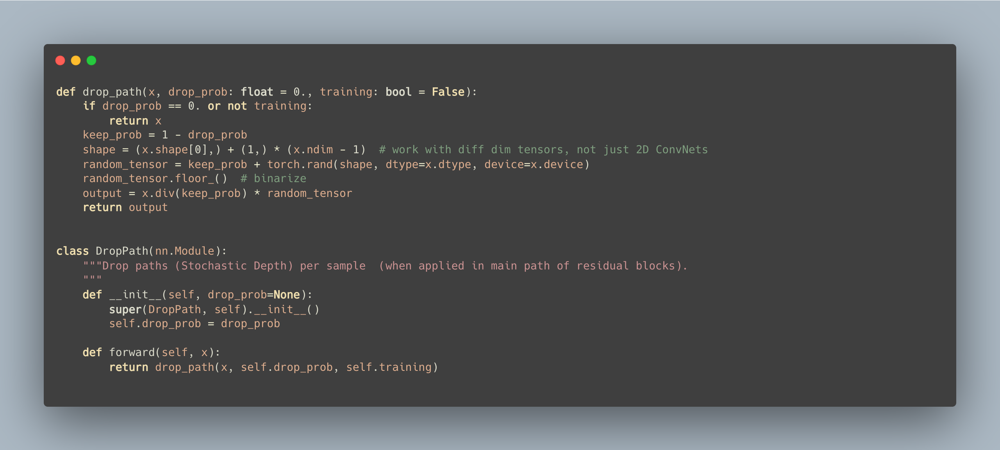 def drop_path(x, drop_prob: float = 0., training: bool = False):
    if drop_prob == 0. or not training:
        return x
    keep_prob = 1 - drop_prob
    shape = (x.shape[0],) + (1,) * (x.ndim - 1)  # work with diff dim tensors, not just 2D ConvNets
    random_tensor = keep_prob + torch.rand(shape, dtype=x.dtype, device=x.device)
    random_tensor.floor_()  # binarize
    output = x.div(keep_prob) * random_tensor
    return output


class DropPath(nn.Module):
    """Drop paths (Stochastic Depth) per sample  (when applied in main path of residual blocks).
    """
    def __init__(self, drop_prob=None):
        super(DropPath, self).__init__()
        self.drop_prob = drop_prob

    def forward(self, x):
        return drop_path(x, self.drop_prob, self.training)